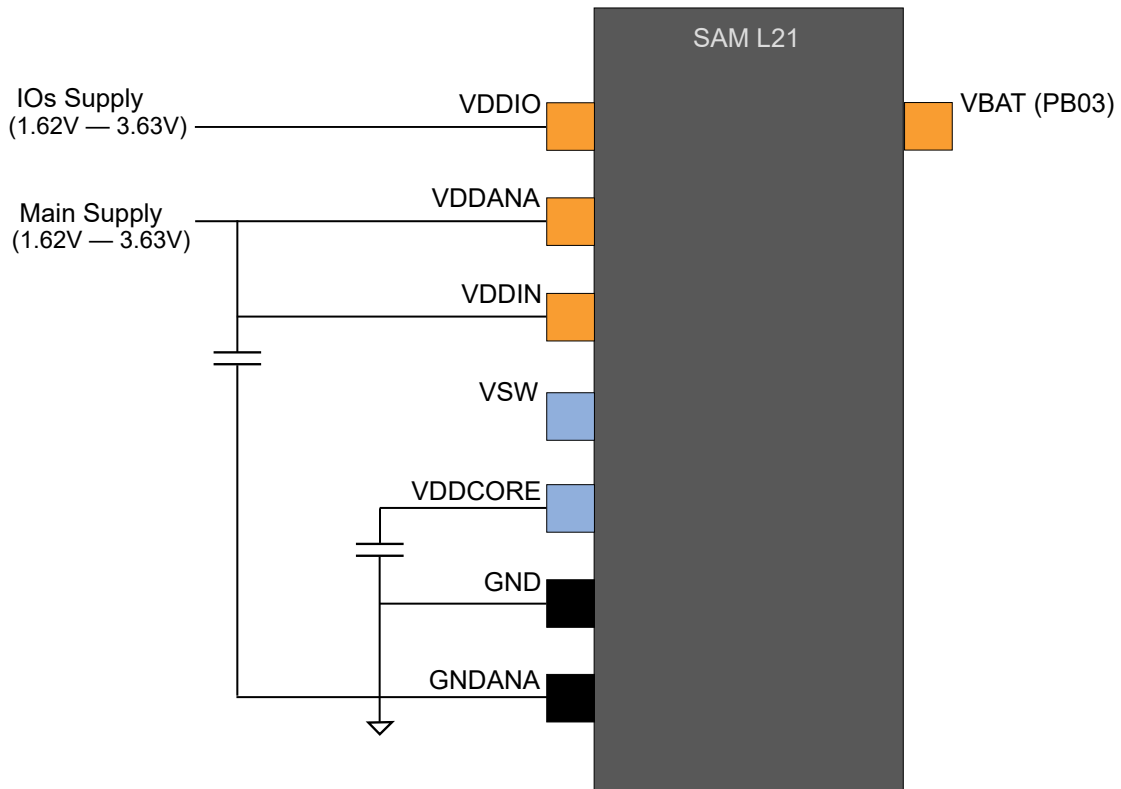 SAM L21
IOs Supply
(1.62V — 3.63V)
VDDIO
VBAT (PB03)
Main Supply
(1.62V — 3.63V)
VDDANA
VDDIN
VSW
VDDCORE
GND
GNDANA